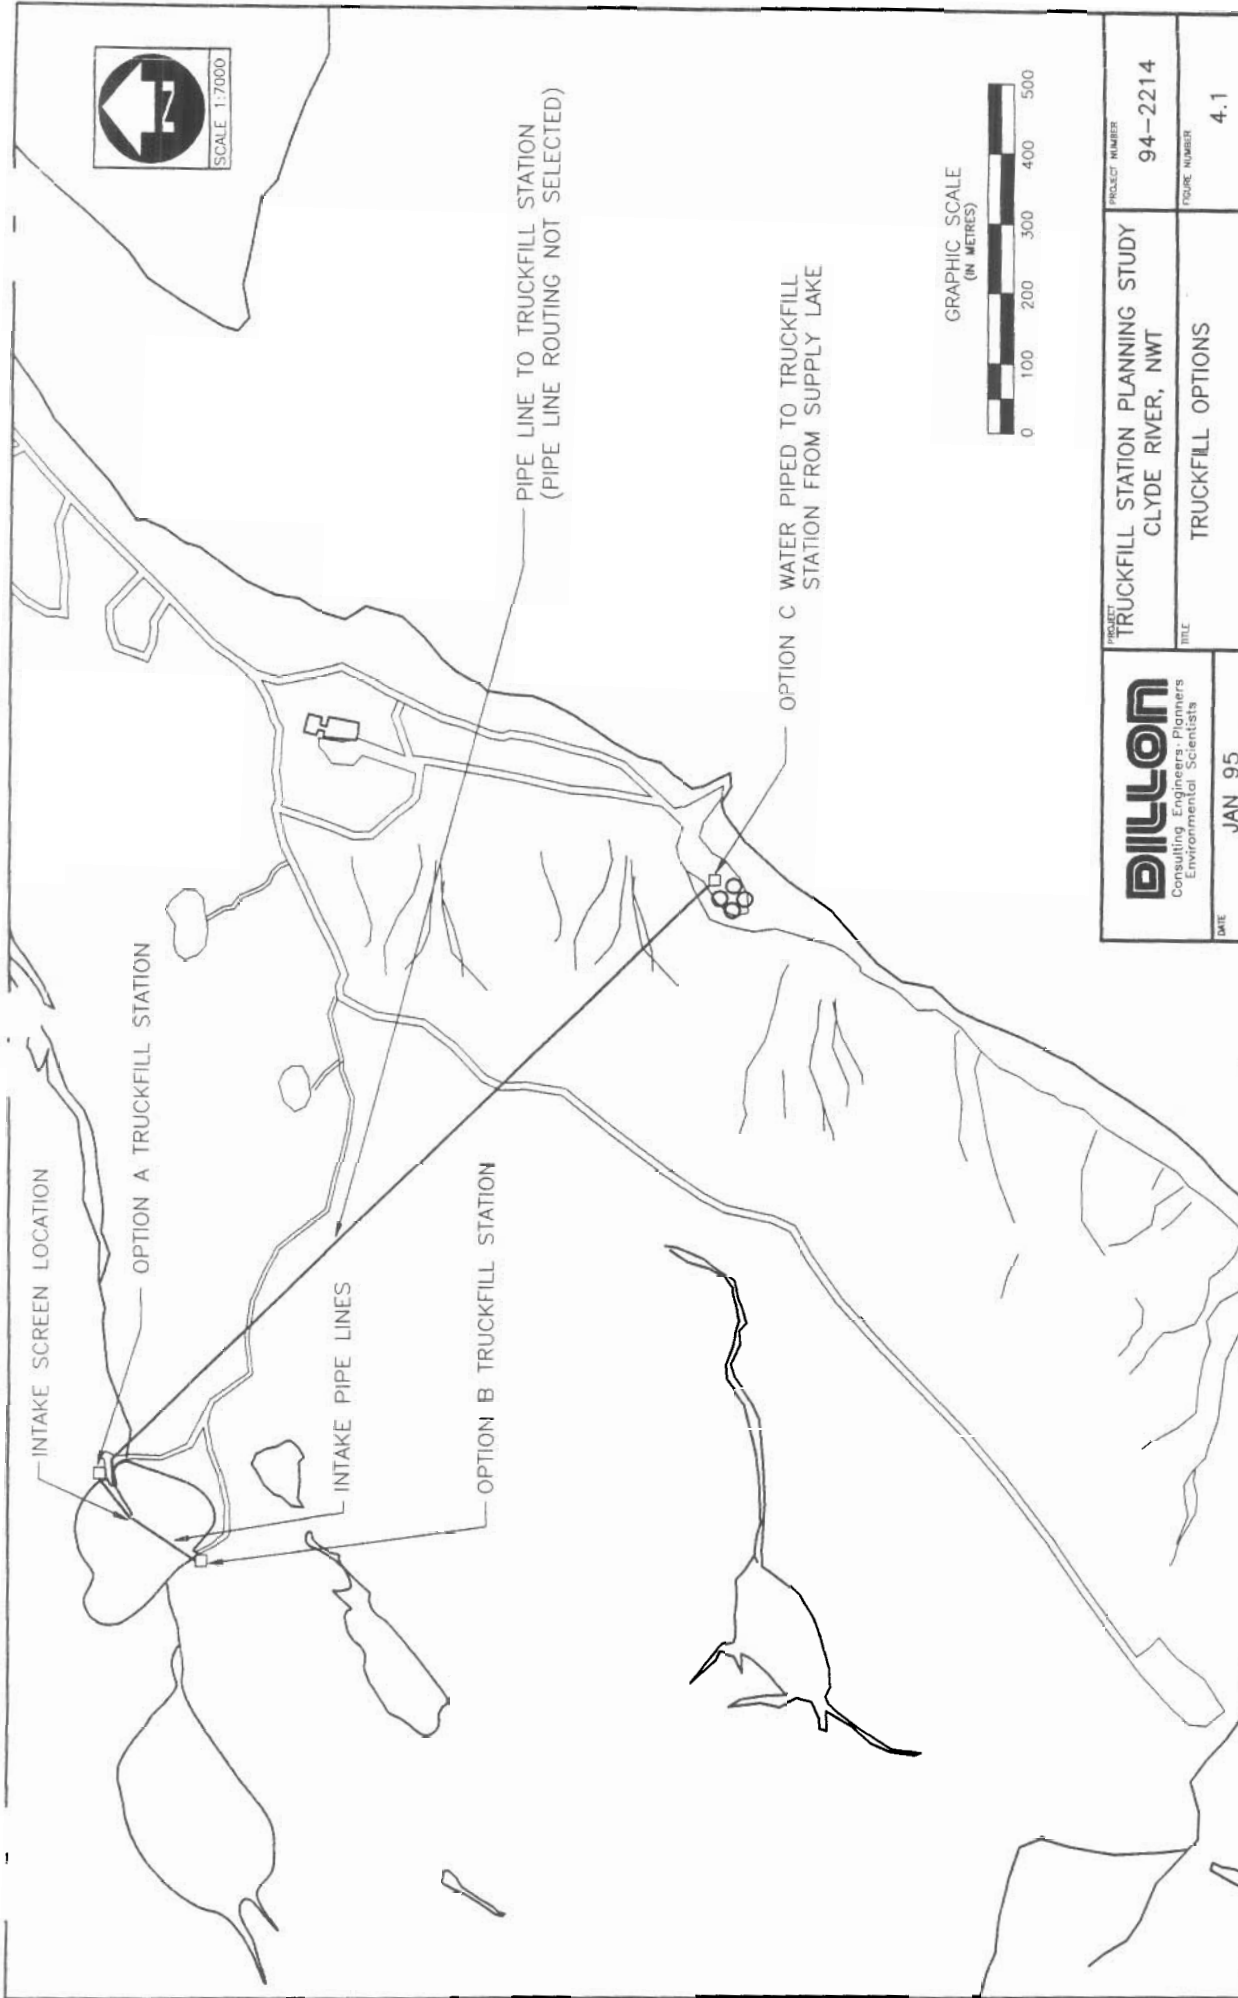 N
SCALE 1:7000
INTAKE SCREEN LOCATION
OPTION A TRUCKFILL STATION
INTAKE PIPE LINES
OPTION B TRUCKFILL STATION
PIPE LINE TO TRUCKFILL STATION
(PIPE LINE ROUTING NOT SELECTED)
OPTION C WATER PIPED TO TRUCKFILL
STATION FROM SUPPLY LAKE
GRAPHIC SCALE
(IN METRES)
0 100 200 300 400 500
DILLON
Consulting Engineers·Planners
Environmental Scientists
DATE
JAN 95
PROJECT
TRUCKFILL STATION PLANNING STUDY
CLYDE RIVER, NWT
TITLE
TRUCKFILL OPTIONS
PROJECT NUMBER
94-2214
FIGURE NUMBER
4.1